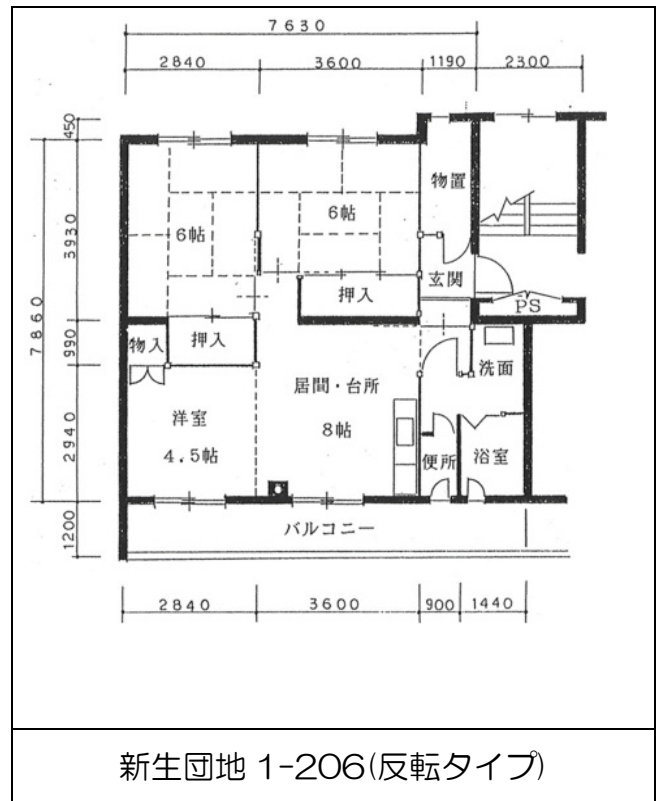 7630
2840 3600 1190 2300
450
3930
7860
990
2940
1200
物置
6帖
6帖
玄関
押入
PS
物入
押入
洗面
居間・台所
洋室
8帖
4.5帖
便所
浴室
バルコニー
2840 3600 900 1440
新生団地 1-206(反転タイプ)